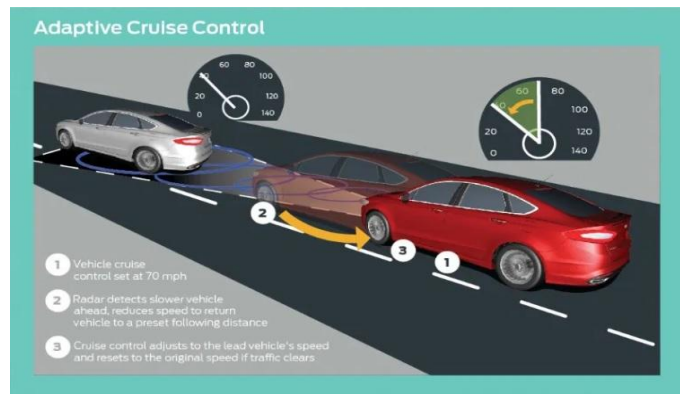 Adaptive Cruise Control
60 80
100
20
120
0
140
60
80
100
20
120
0
140
2
3
1
1
Vehicle cruise
control set at 70 mph
2
Radar detects slower vehicle
ahead, reduces speed to return
vehicle to a preset following distance
3
Cruise control adjusts to the lead vehicle's speed
and resets to the original speed if traffic clears